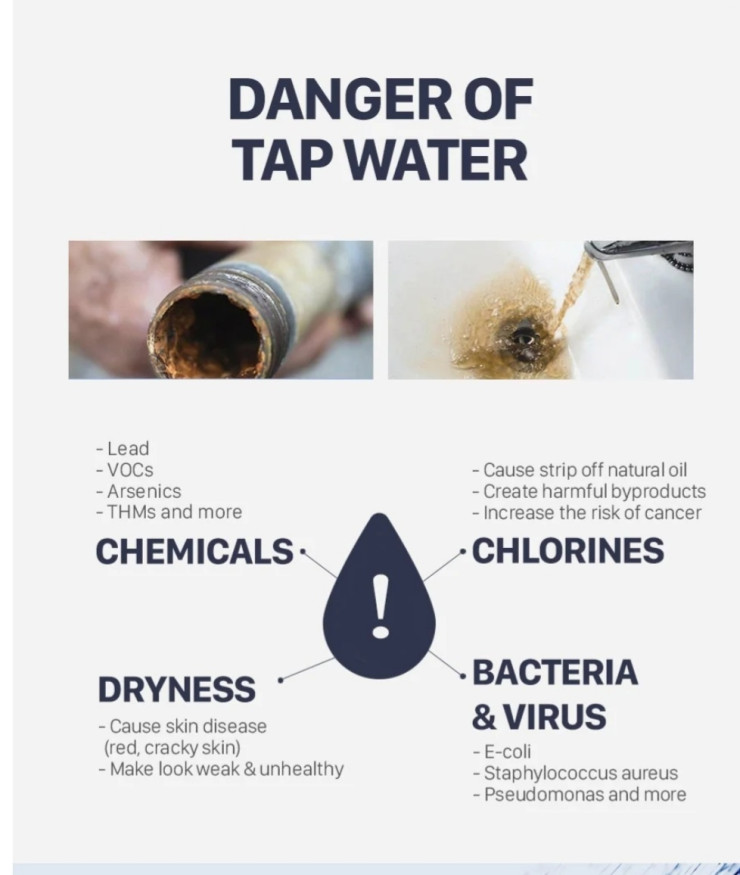 DANGER OF
TAP WATER
- Lead
- VOCs
- Arsenics
- THMs and more
CHEMICALS
- Cause strip off natural oil
- Create harmful byproducts
- Increase the risk of cancer
CHLORINES
!
DRYNESS
- Cause skin disease
(red, cracky skin)
- Make look weak & unhealthy
BACTERIA
& VIRUS
- E-coli
- Staphylococcus aureus
- Pseudomonas and more